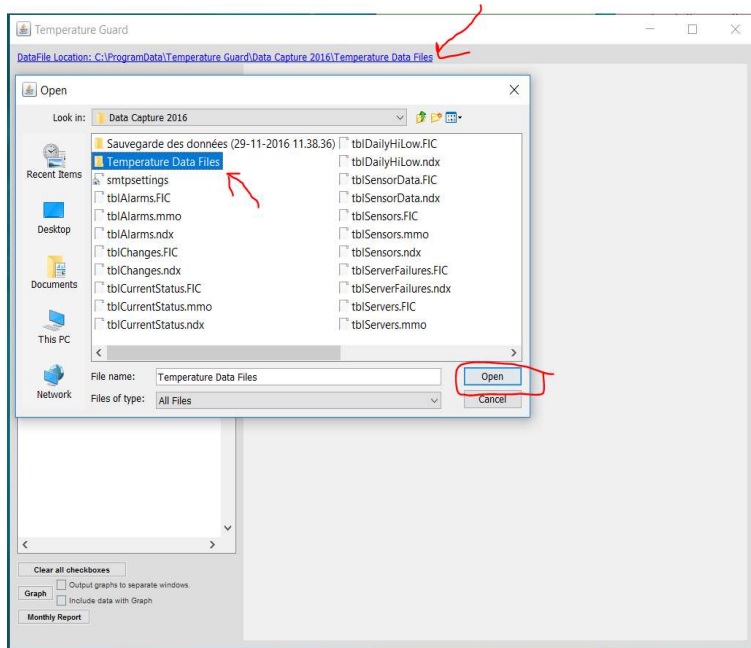 Temperature Guard
DataFile Location: C:\ProgramData\Temperature Guard\Data Capture 2016\Temperature Data Files
Open
Look in: Data Capture 2016
Recent Items
Desktop
Documents
This PC
Network
Sauvegarde des données (29-11-2016 11.38.36)
Temperature Data Files
smtpsettings
tblAlarms.FIC
tblAlarms.mmo
tblAlarms.ndx
tblChanges.FIC
tblChanges.ndx
tblCurrentStatus.FIC
tblCurrentStatus.mmo
tblCurrentStatus.ndx
tblDailyHiLow.FIC
tblDailyHiLow.ndx
tblSensorData.FIC
tblSensorData.ndx
tblSensors.FIC
tblSensors.mmo
tblSensors.ndx
tblServerFailures.FIC
tblServerFailures.ndx
tblServers.FIC
tblServers.mmo
File name: Temperature Data Files
Open
Files of type: All Files
Cancel
Clear all checkboxes
Graph
Output graphs to separate windows.
Include data with Graph
Monthly Report